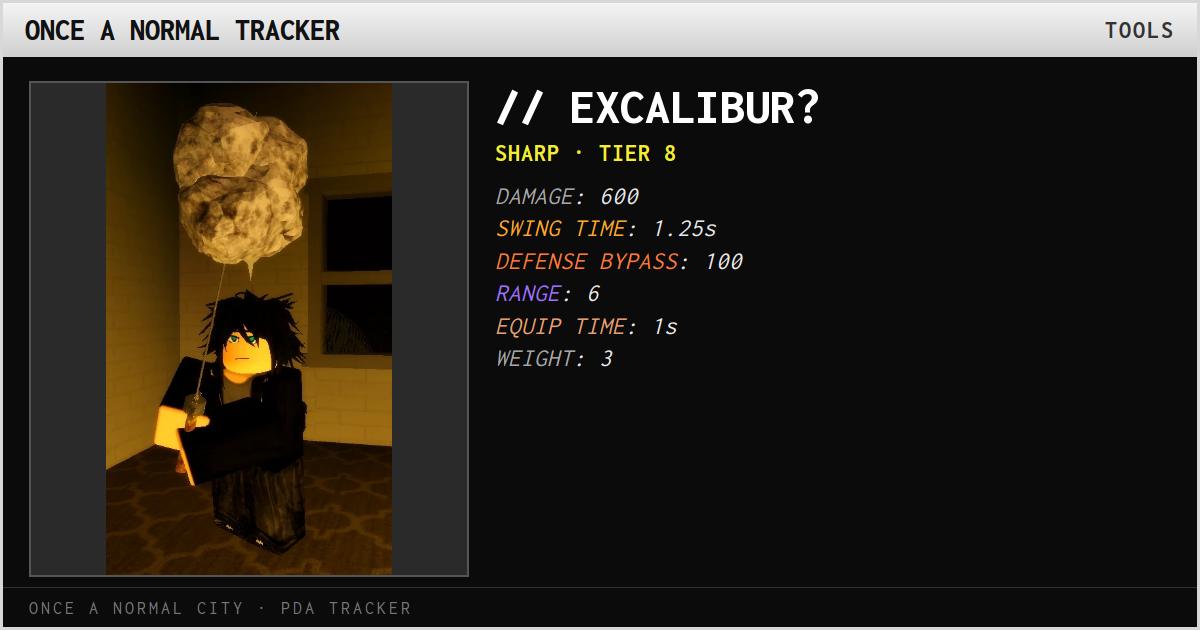 ONCE A NORMAL TRACKER
TOOLS
// EXCALIBUR?
SHARP · TIER 8
DAMAGE: 600
SWING TIME: 1.25s
DEFENSE BYPASS: 100
RANGE: 6
EQUIP TIME: 1s
WEIGHT: 3
ONCE A NORMAL CITY · PDA TRACKER